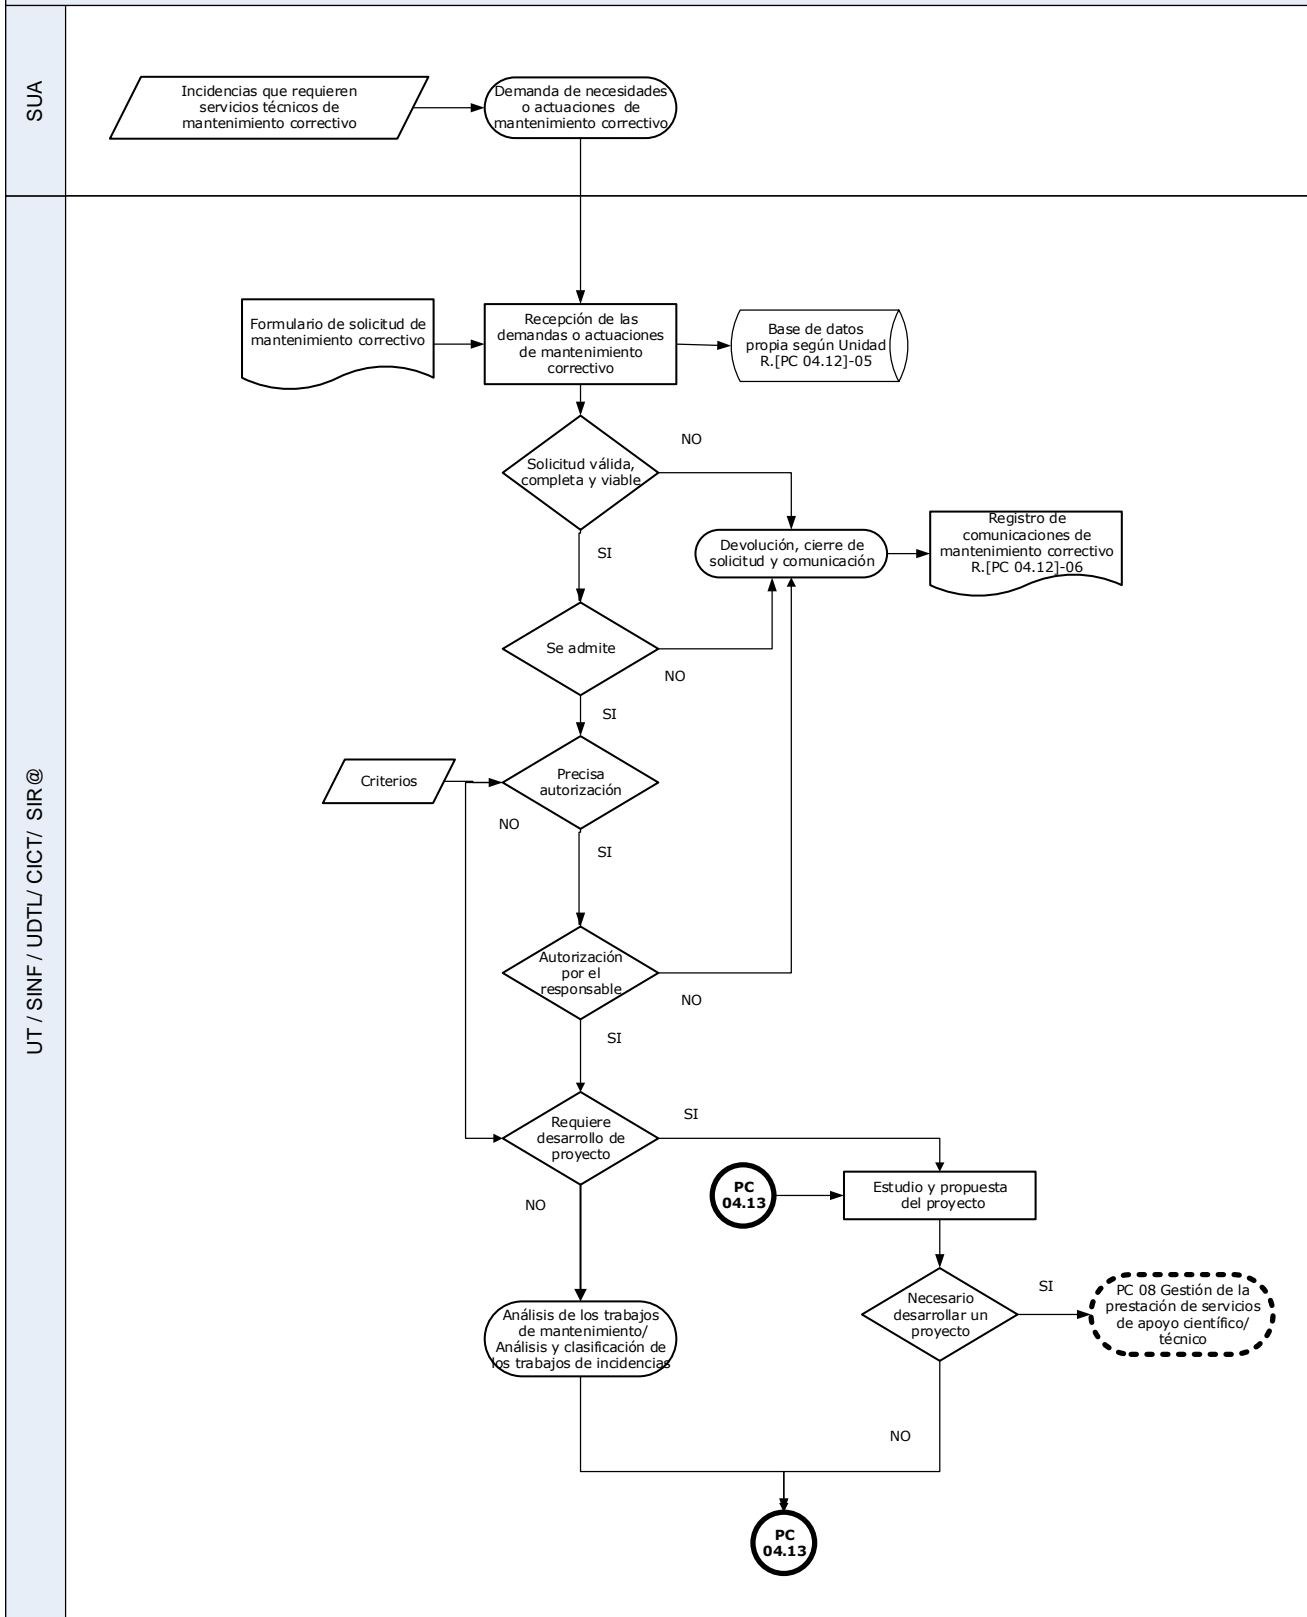 SUA
Incidencias que requieren
servicios técnicos de
mantenimiento correctivo
Demanda de necesidades
o actuaciones de
mantenimiento correctivo
UT / SINF / UDTL/ CICT/ SIR@
Formulario de solicitud de
mantenimiento correctivo
Recepción de las
demandas o actuaciones
de mantenimiento
correctivo
Base de datos
propia según Unidad
R.[PC 04.12]-05
Solicitud válida,
completa y viable
NO
SI
Devolución, cierre de
solicitud y comunicación
Registro de
comunicaciones de
mantenimiento correctivo
R.[PC 04.12]-06
Se admite
NO
SI
Criterios
Precisa
autorización
NO
SI
Autorización
por el
responsable
NO
SI
Requiere
desarrollo de
proyecto
SI
NO
PC
04.13
Estudio y propuesta
del proyecto
Necesario
desarrollar un
proyecto
SI
PC 08 Gestión de la
prestación de servicios
de apoyo científico/
técnico
Análisis de los trabajos
de mantenimiento/
Análisis y clasificación de
los trabajos de incidencias
NO
PC
04.13